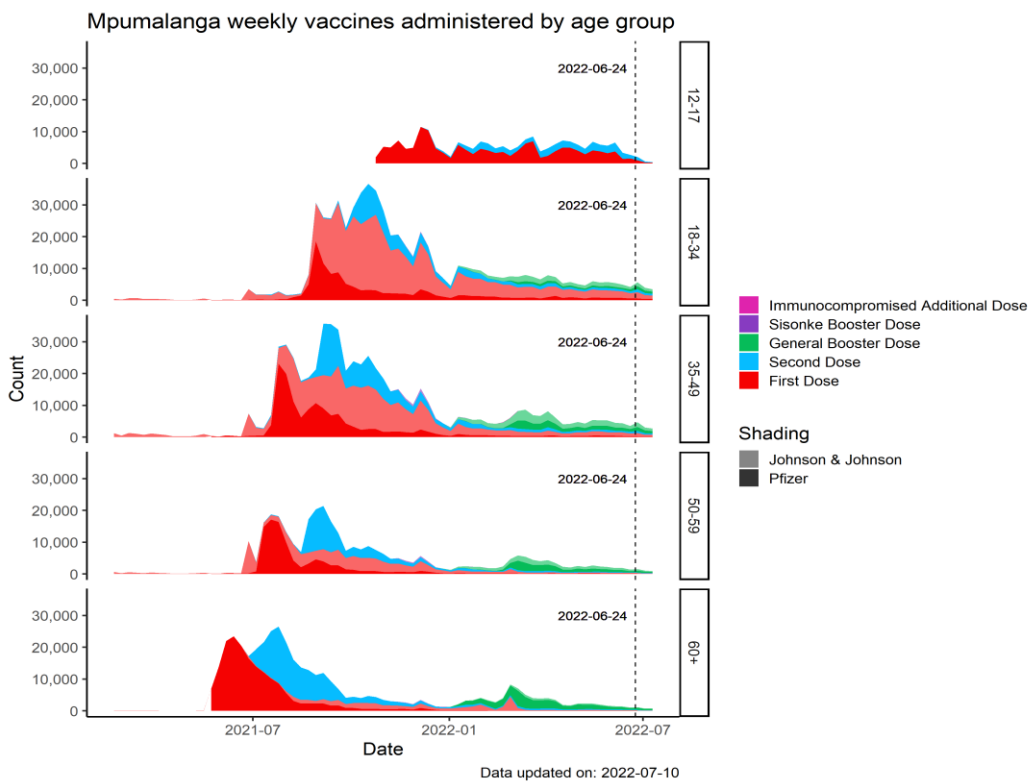 Mpumalanga weekly vaccines administered by age group
30,000
20,000
10,000
0
2022-06-24
12-17
30,000
20,000
10,000
0
2022-06-24
18-34
30,000
20,000
10,000
0
2022-06-24
35-49
30,000
20,000
10,000
0
2022-06-24
50-59
30,000
20,000
10,000
0
2022-06-24
60+
Count
2021-07
2022-01
2022-07
Date
Immunocompromised Additional Dose
Sisonke Booster Dose
General Booster Dose
Second Dose
First Dose
Shading
Johnson & Johnson
Pfizer
Data updated on: 2022-07-10